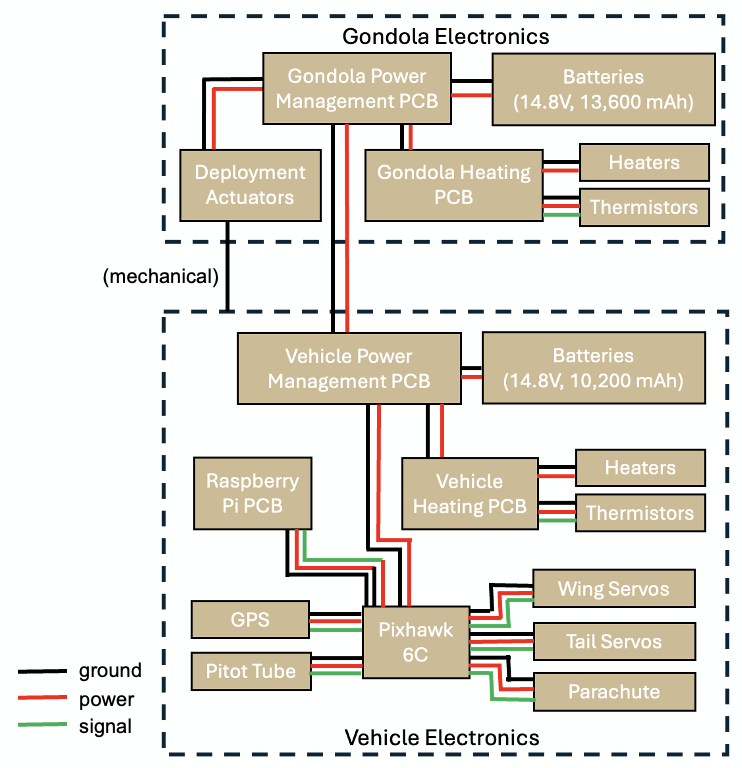 Gondola Electronics
Gondola Power
Management PCB
Batteries
(14.8V, 13,600 mAh)
Deployment
Actuators
Gondola Heating
PCB
Heaters
Thermistors
(mechanical)
Vehicle Power
Management PCB
Batteries
(14.8V, 10,200 mAh)
Raspberry
Pi PCB
Vehicle
Heating PCB
Heaters
Thermistors
GPS
Pitot Tube
Pixhawk
6C
Wing Servos
Tail Servos
Parachute
ground
power
signal
Vehicle Electronics